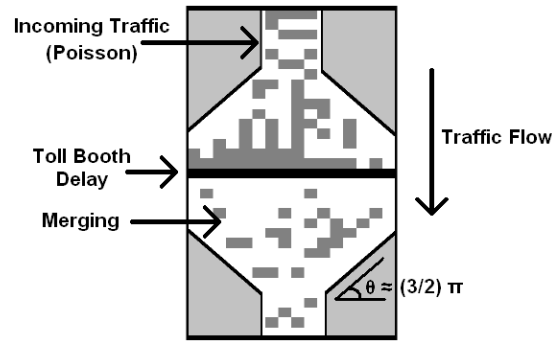 Incoming Traffic
(Poisson)
Toll Booth
Delay
Traffic Flow
Merging
θ ≈ (3/2) π